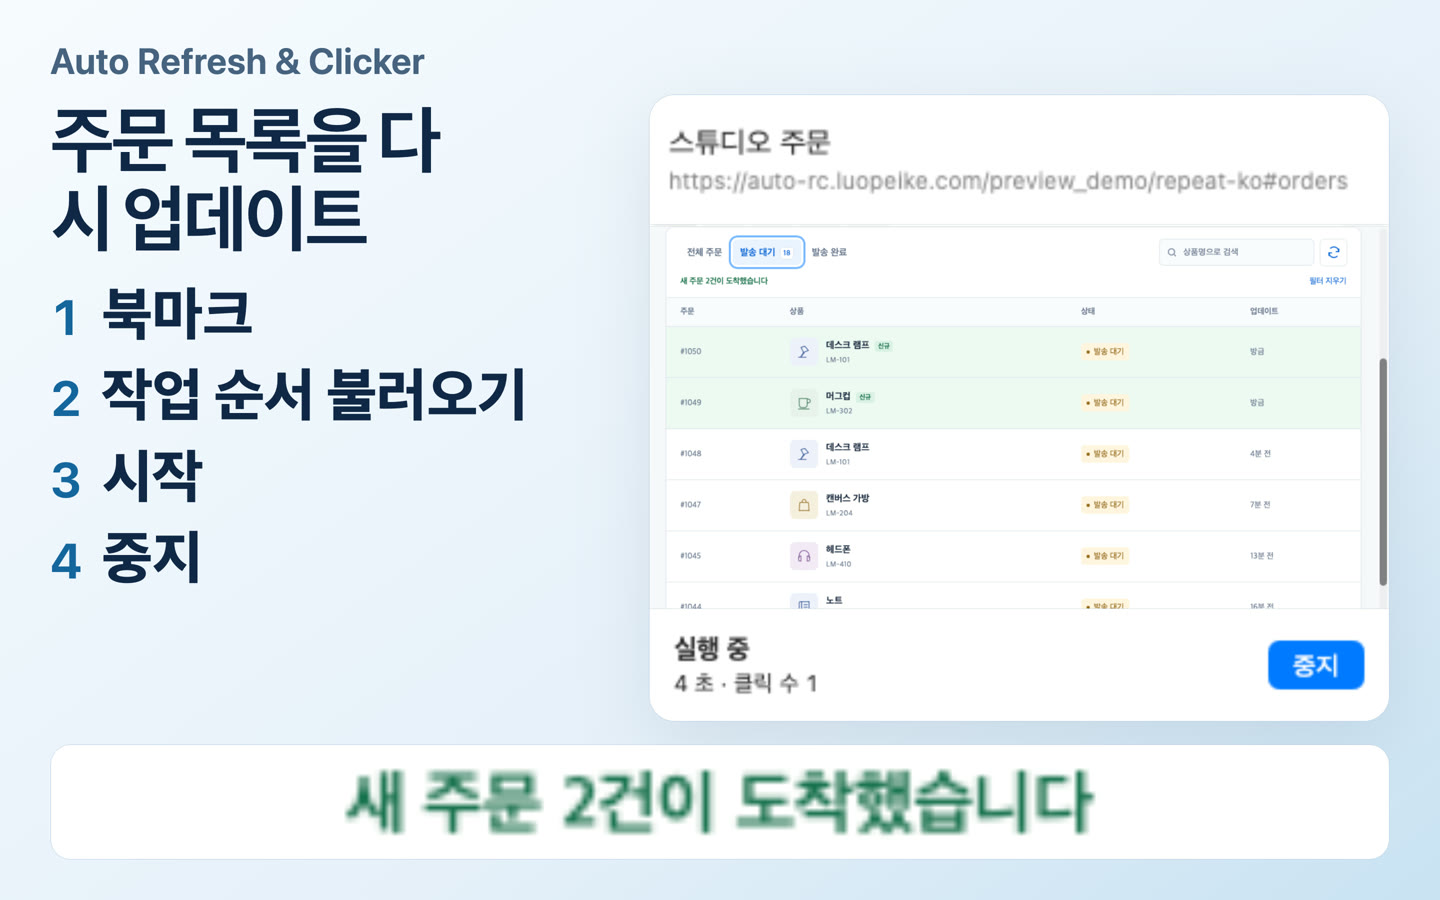 Auto Refresh & Clicker
주문 목록을 다
시 업데이트
1 북마크
2 작업 순서 불러오기
3 시작
4 중지
스튜디오 주문
https://auto-rc.luopelke.com/preview_demo/repeat-ko#orders
전체 주문 발송 대기 18 발송 완료 상품명으로 검색
새 주문 2건이 도착했습니다 필터 지우기
주문 상품 상태 업데이트
#1050 데스크 램프 신규 LM-101 발송 대기 방금
#1049 머그컵 신규 LM-302 발송 대기 방금
#1048 데스크 램프 LM-101 발송 대기 4분 전
#1047 캔버스 가방 LM-204 발송 대기 7분 전
#1045 헤드폰 LM-410 발송 대기 13분 전
#1044 노트 발송 대기 16분 전
실행 중
4 초 · 클릭 수 1
중지
새 주문 2건이 도착했습니다